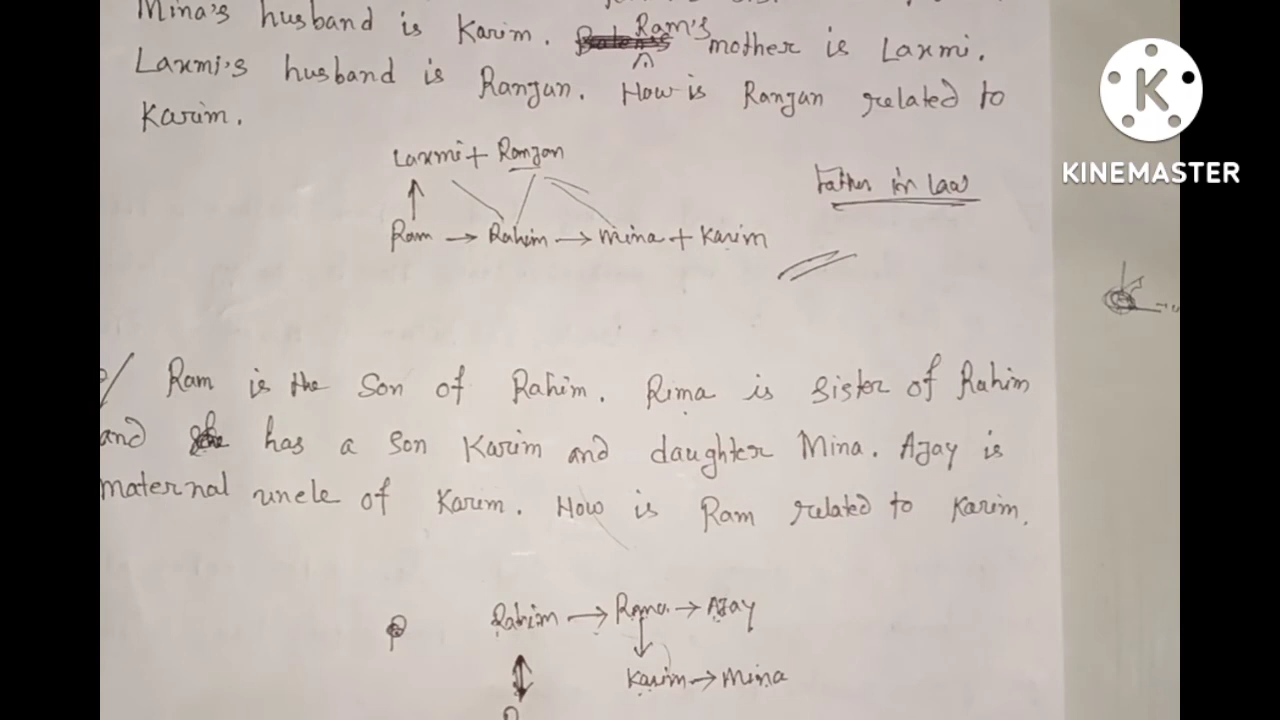 Mina's husband is Karim. Ram's mother is Laxmi.
Laxmi's husband is Ranjan. How is Ranjan related to
Karim.
Laxmi + Ranjan
Father in law
Ram → Rahim → Mina + Karim
Ram is the Son of Rahim. Rima is Sister of Rahim
and has a Son Karim and daughter Mina. Ajay is
maternal uncle of Karim. How is Ram related to Karim.
Rahim → Rima → Ajay
Karim → Mina
K
KINEMASTER